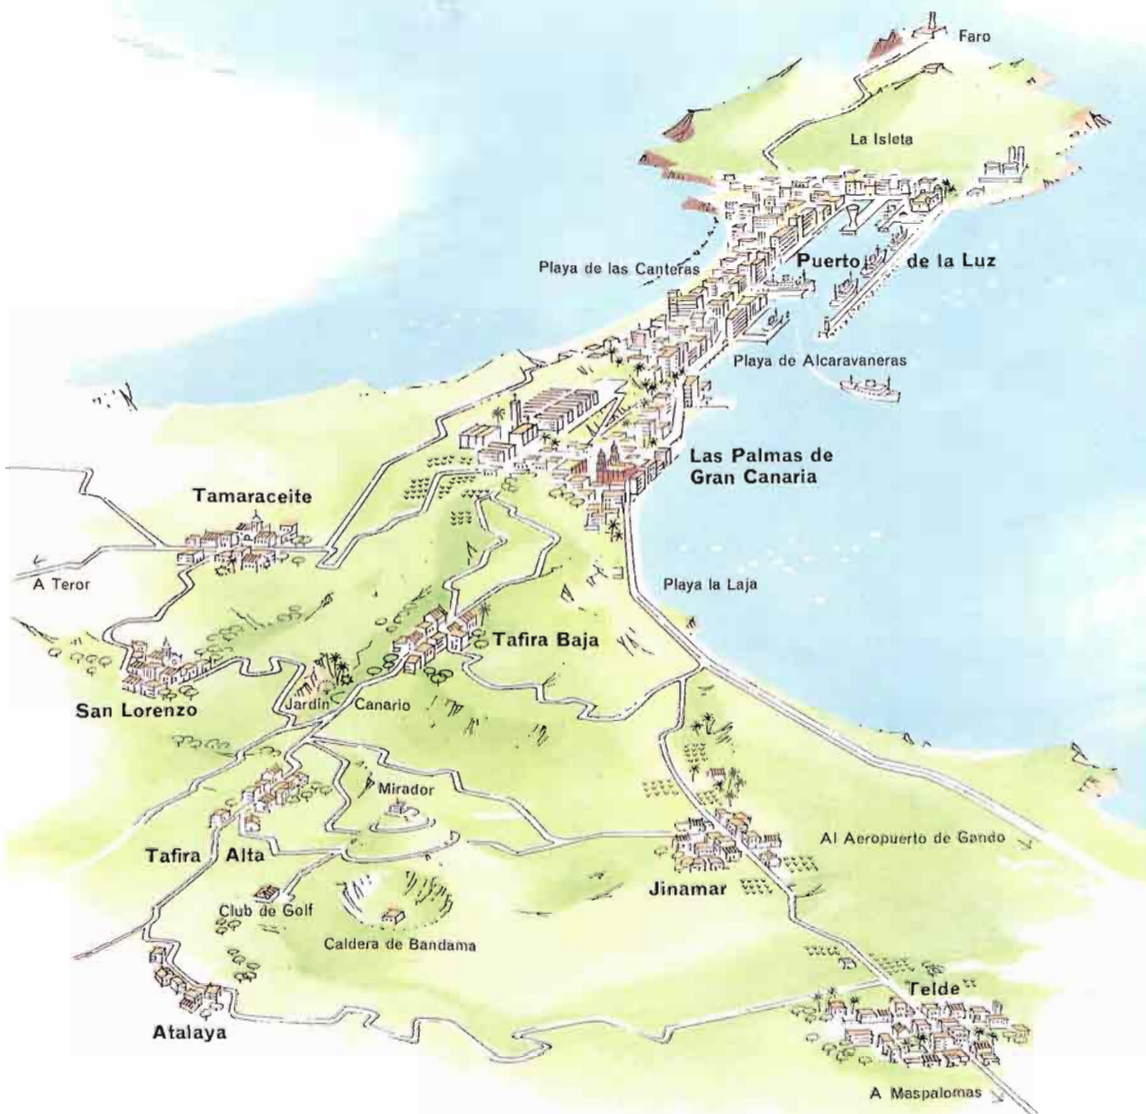 Faro
La Isleta
Playa de las Canteras
Puerto de la Luz
Playa de Alcaravaneras
Las Palmas de
Gran Canaria
Tamaraceite
A Teror
Playa la Laja
Tafira Baja
San Lorenzo
Jardin Canario
Mirador
Al Aeropuerto de Gando
Tafira Alta
Jinamar
Club de Golf
Caldera de Bandama
Telde
Atalaya
A Maspalomas